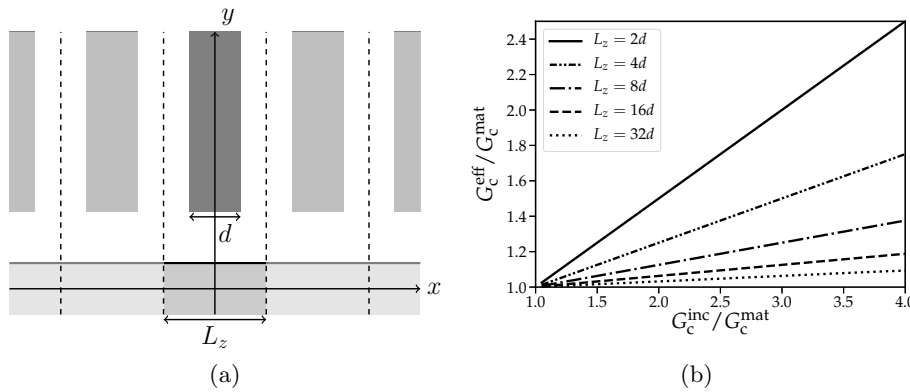 y
d
x
L_z
(a)
2.4
2.2
2.0
1.8
1.6
1.4
1.2
1.0
G_c^eff / G_c^mat
L_z = 2d
L_z = 4d
L_z = 8d
L_z = 16d
L_z = 32d
1.0 1.5 2.0 2.5 3.0 3.5 4.0
G_c^inc / G_c^mat
(b)